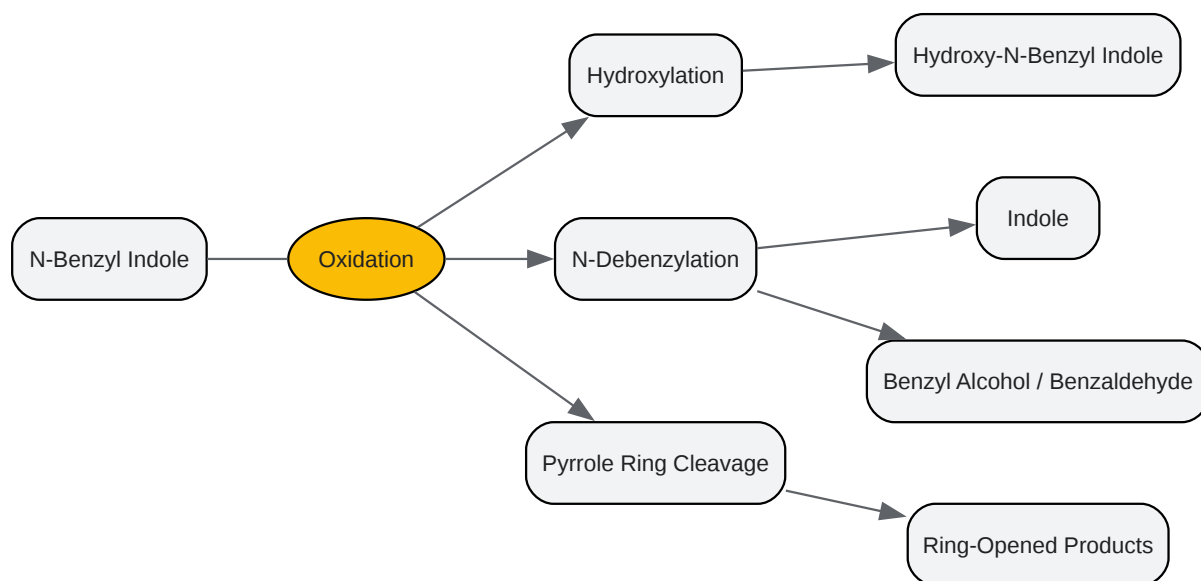 N-Benzyl Indole
Oxidation
Hydroxylation
Hydroxy-N-Benzyl Indole
N-Debenzylation
Indole
Benzyl Alcohol / Benzaldehyde
Pyrrole Ring Cleavage
Ring-Opened Products